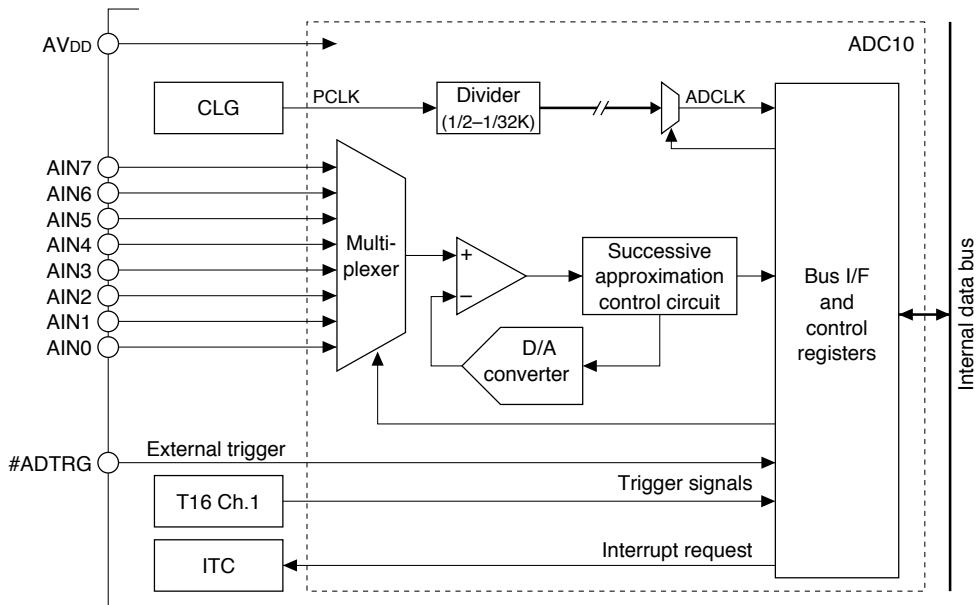 AVDD
ADC10
CLG
PCLK
Divider
(1/2–1/32K)
ADCLK
AIN7
AIN6
AIN5
AIN4
AIN3
AIN2
AIN1
AIN0
Multi-
plexer
+
–
Successive
approximation
control circuit
D/A
converter
Bus I/F
and
control
registers
Internal data bus
#ADTRG
External trigger
T16 Ch.1
Trigger signals
ITC
Interrupt request